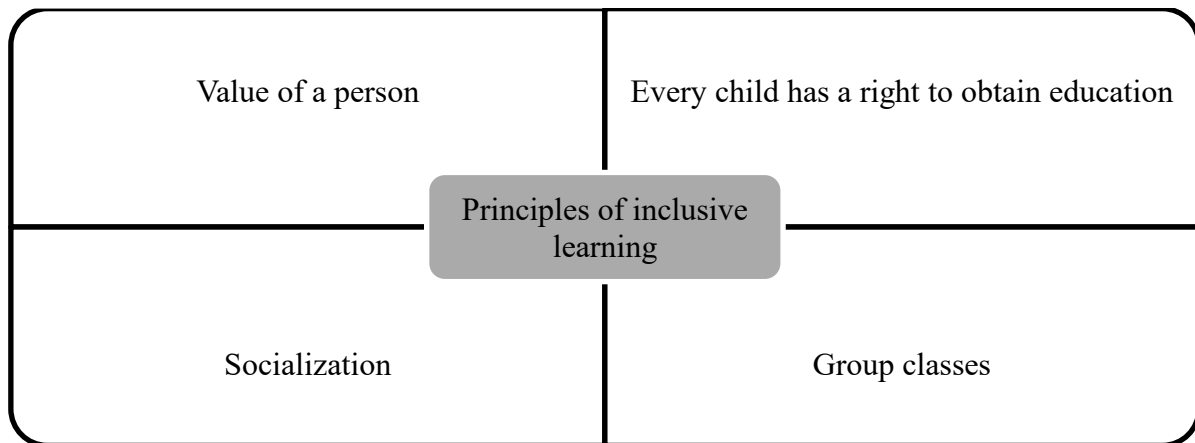 Value of a person
Every child has a right to obtain education
Principles of inclusive
learning
Socialization
Group classes